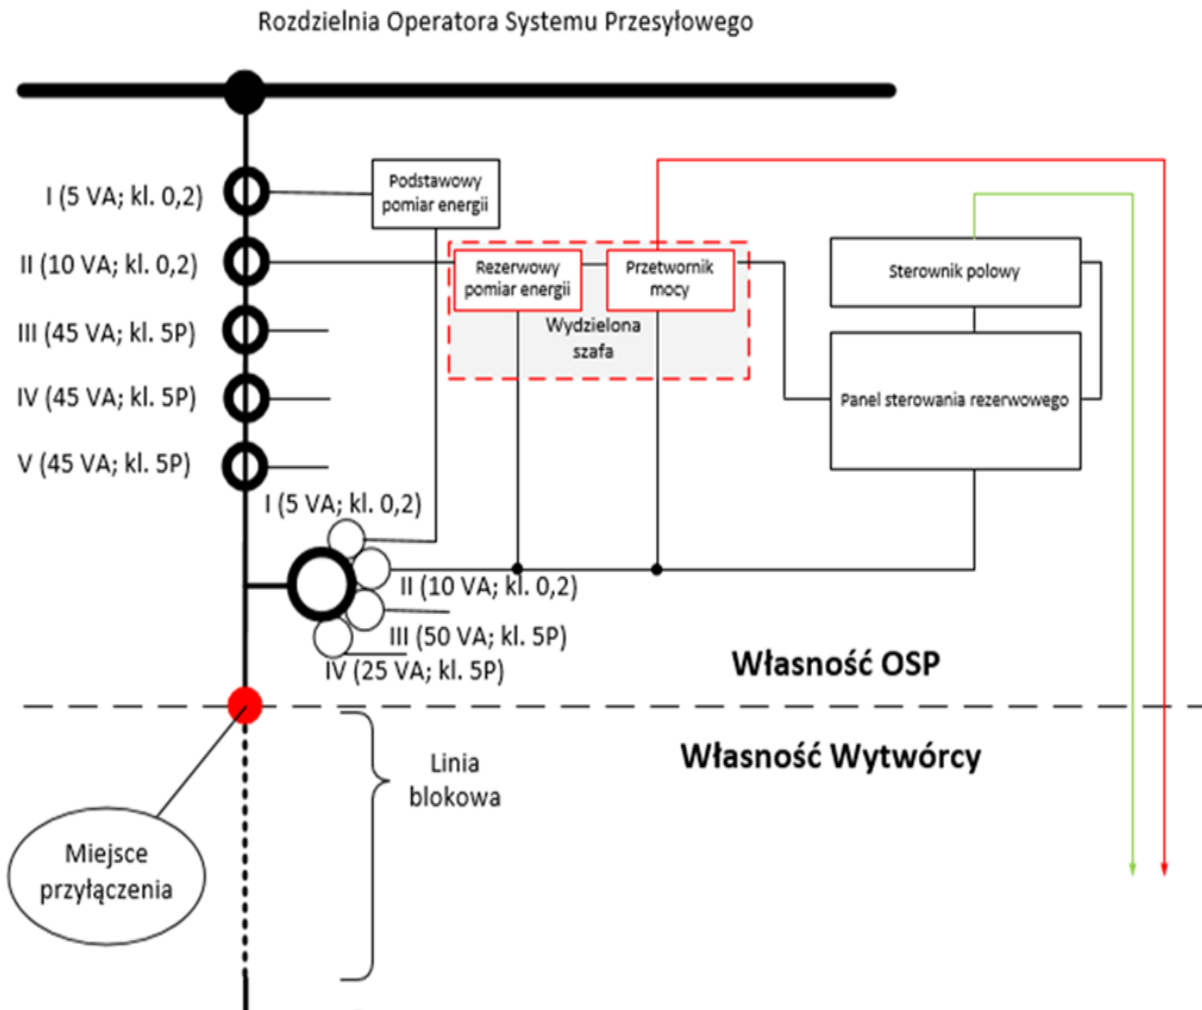 Rozdzielnia Operatora Systemu Przesyłowego
I (5 VA; kl. 0,2)
Podstawowy
pomiar energii
II (10 VA; kl. 0,2)
Rezerwowy
pomiar energii
Przetwornik
mocy
Wydzielona
szafa
Sterownik polowy
III (45 VA; kl. 5P)
IV (45 VA; kl. 5P)
Panel sterowania rezerwowego
V (45 VA; kl. 5P)
I (5 VA; kl. 0,2)
II (10 VA; kl. 0,2)
III (50 VA; kl. 5P)
IV (25 VA; kl. 5P)
Własność OSP
Własność Wytwórcy
Linia
blokowa
Miejsce
przyłączenia